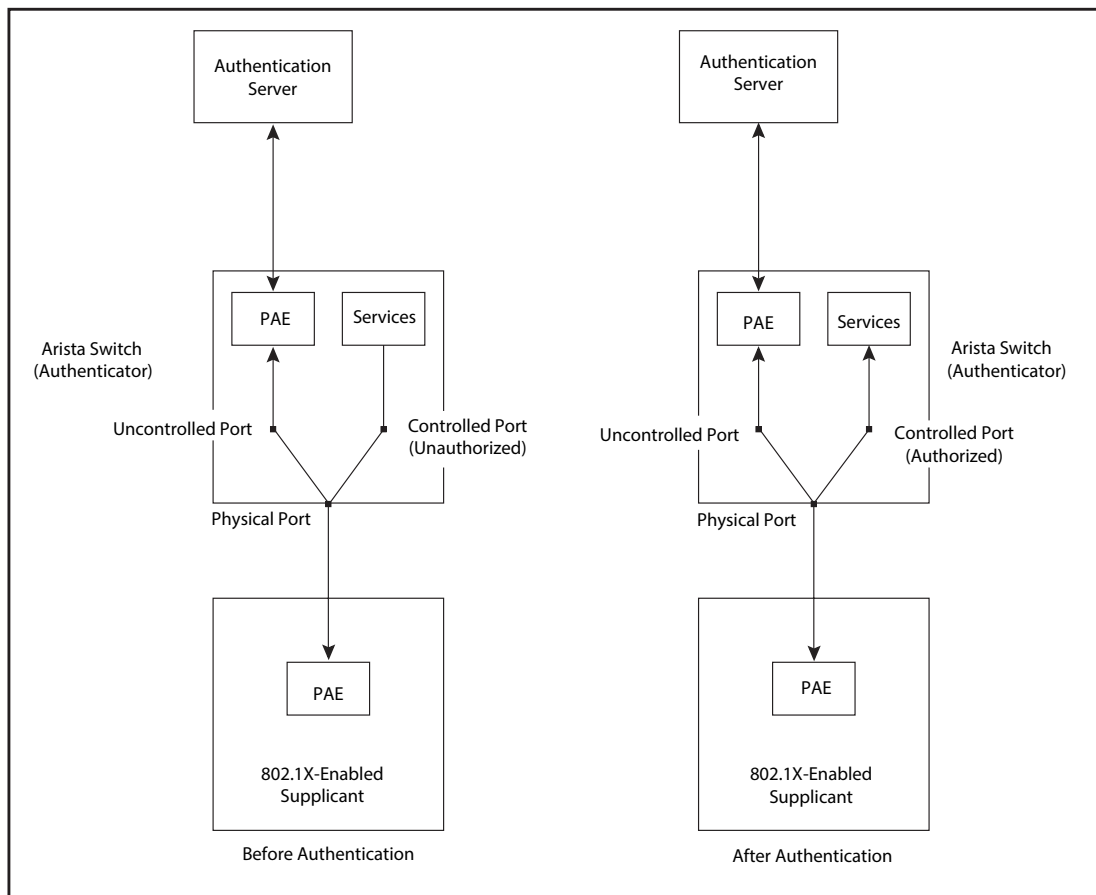 Authentication
Server
PAE
Services
Arista Switch
(Authenticator)
Uncontrolled Port
Controlled Port
(Unauthorized)
Physical Port
PAE
802.1X-Enabled
Supplicant
Before Authentication
Authentication
Server
PAE
Services
Arista Switch
(Authenticator)
Uncontrolled Port
Controlled Port
(Authorized)
Physical Port
PAE
802.1X-Enabled
Supplicant
After Authentication